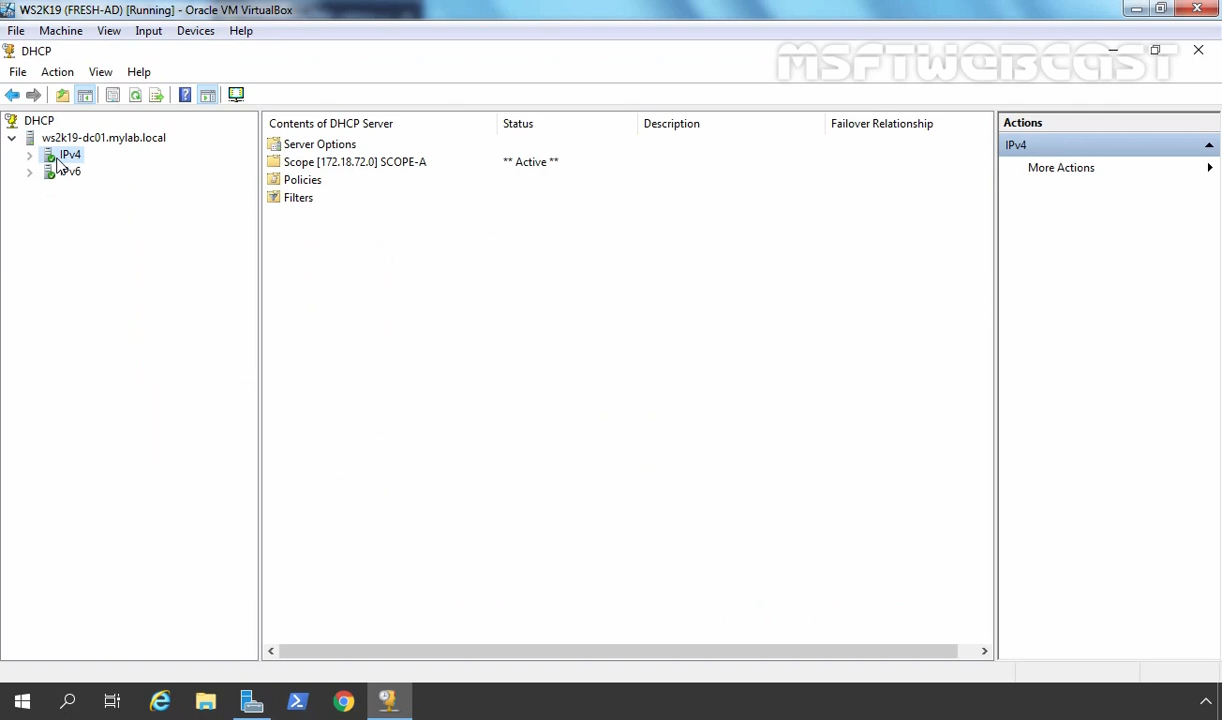 WS2K19 (FRESH-AD) [Running] - Oracle VM VirtualBox
File Machine View Input Devices Help
DHCP
MSFTWEBCAST
File Action View Help
DHCP
ws2k19-dc01.mylab.local
IPv4
IPv6
Contents of DHCP Server Status Description Failover Relationship
Server Options
Scope [172.18.72.0] SCOPE-A ** Active **
Policies
Filters
Actions
IPv4
More Actions